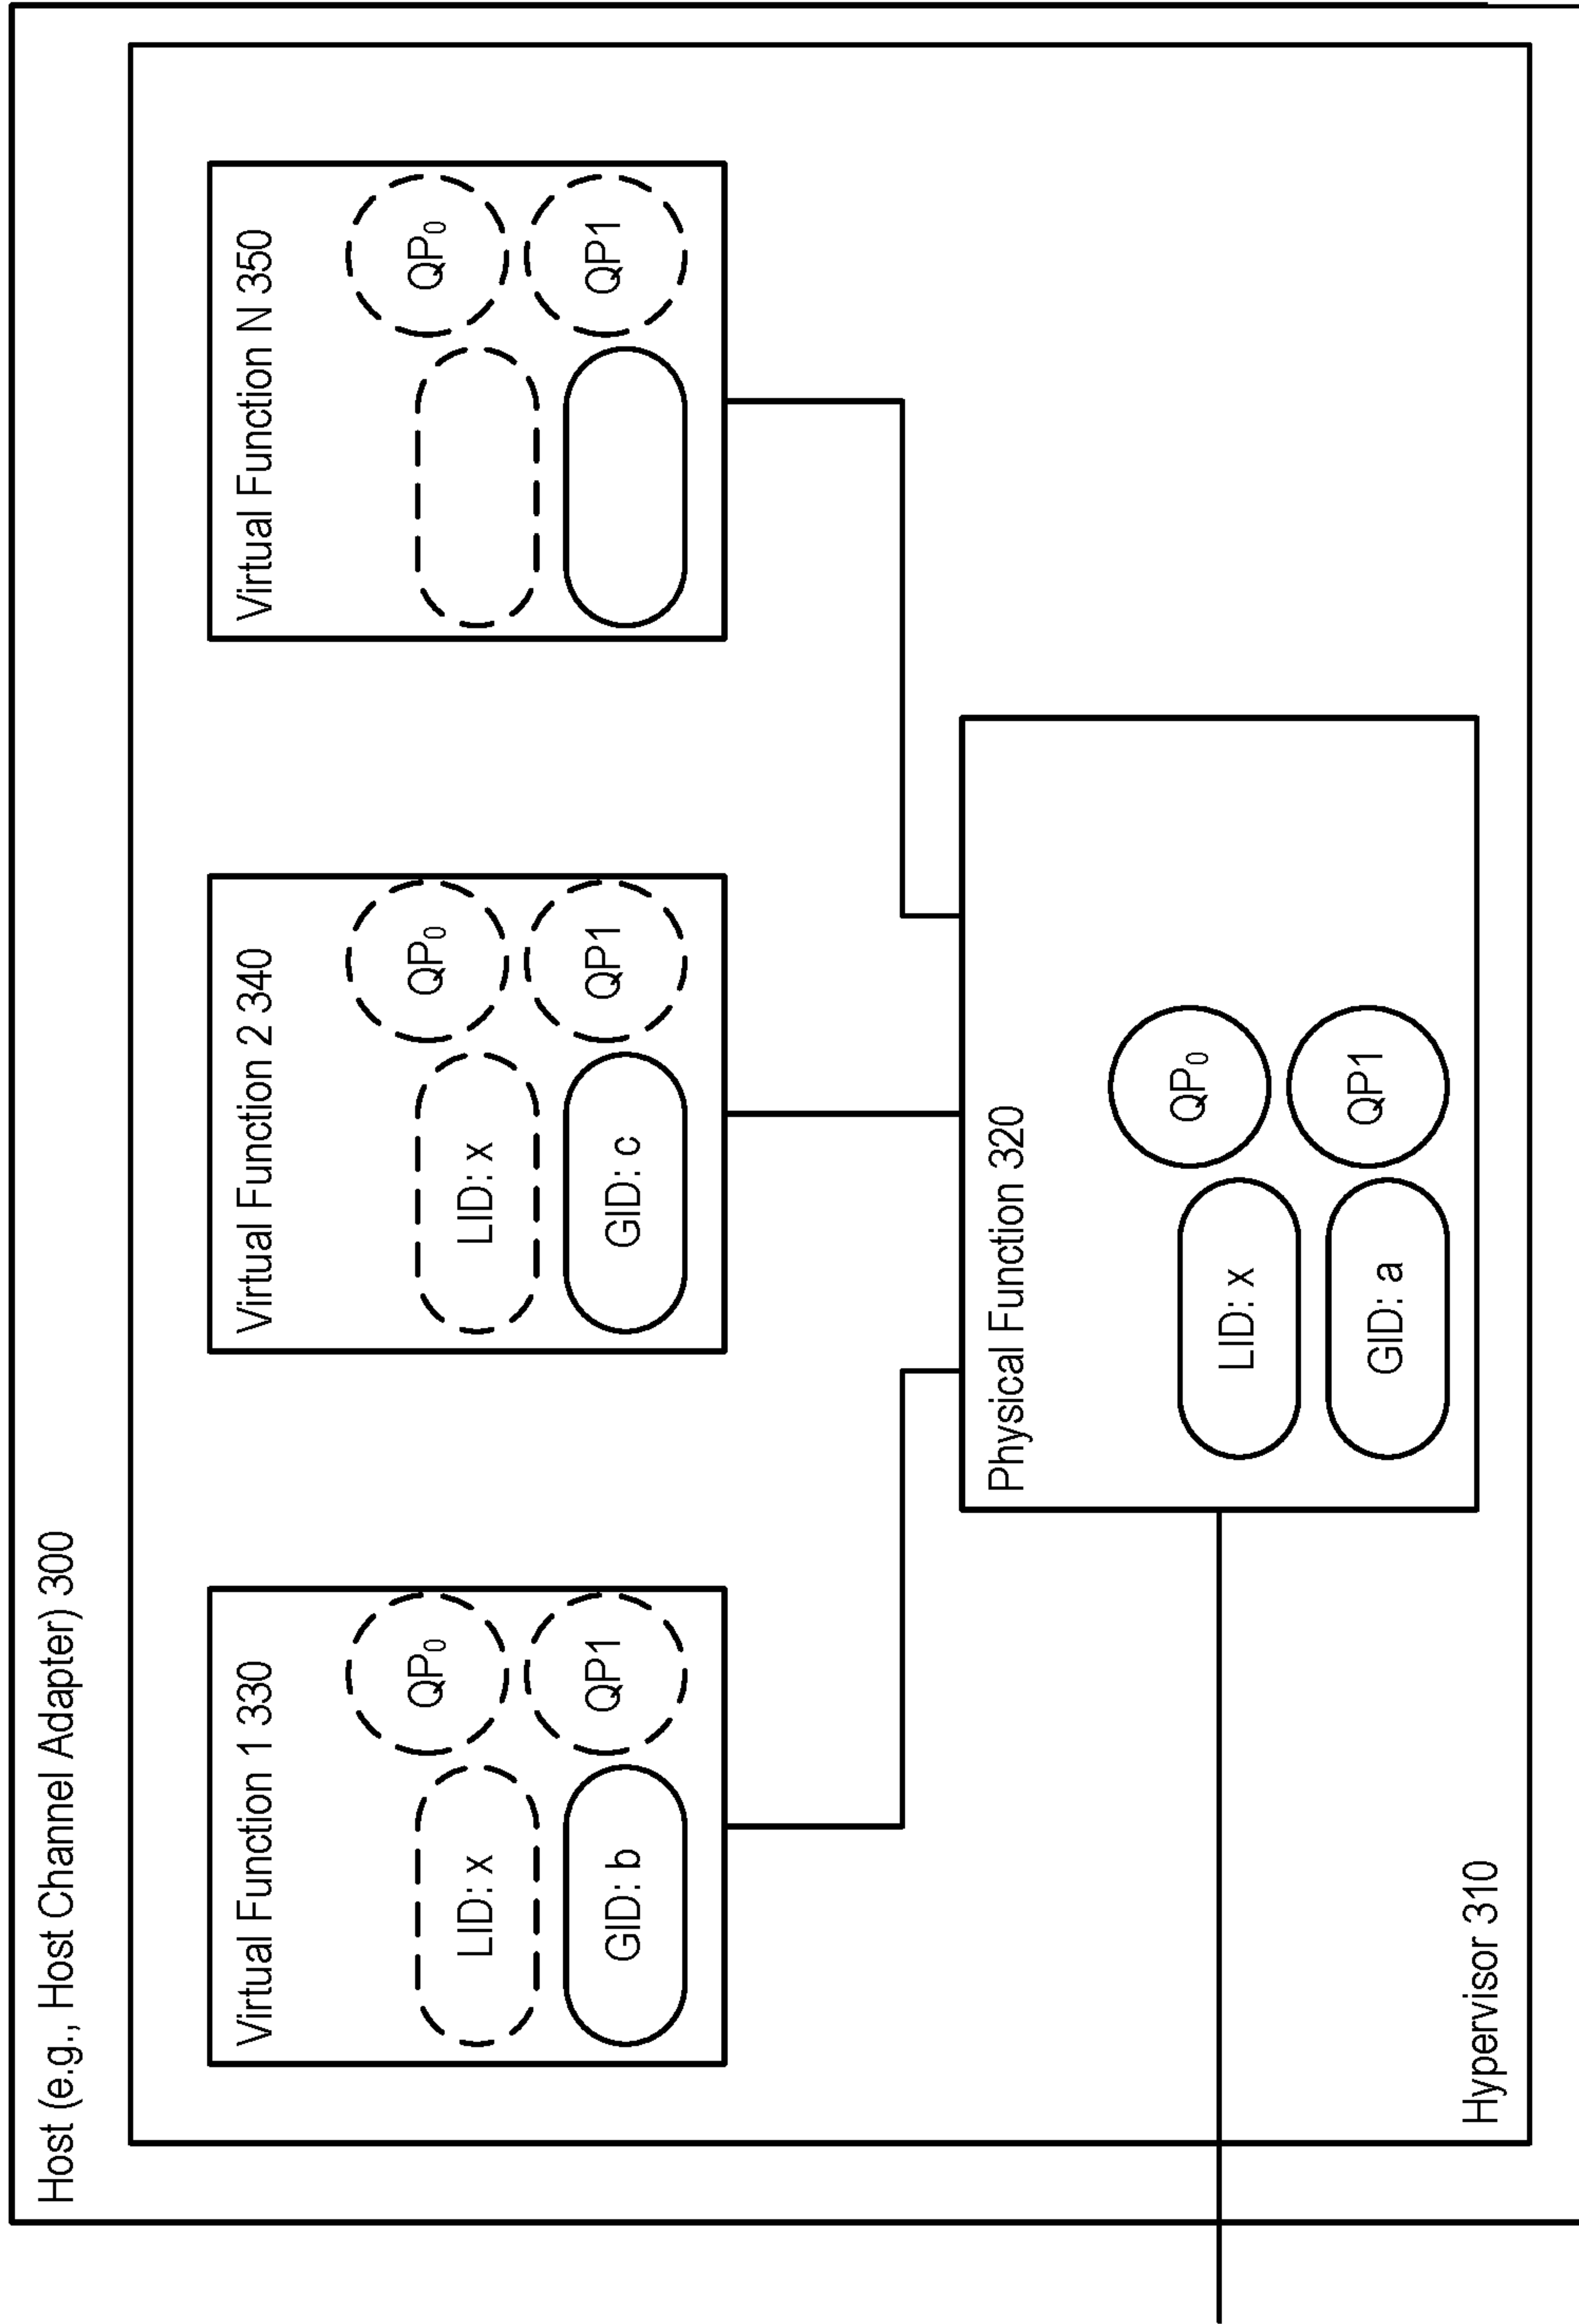 Host (e.g., Host Channel Adapter) 300
Virtual Function 1 330
LID: x
QP₀
GID: b
QP1
Virtual Function 2 340
LID: x
QP₀
GID: c
QP1
Virtual Function N 350
QP₀
QP1
Physical Function 320
LID: x
QP₀
GID: a
QP1
Hypervisor 310